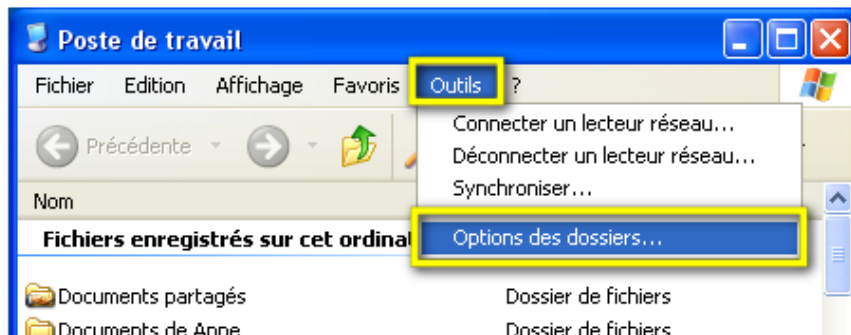 Poste de travail
Fichier Edition Affichage Favoris Outils ?
Connecter un lecteur réseau...
Précédente
Déconnecter un lecteur réseau...
Synchroniser...
Nom
Fichiers enregistrés sur cet
Options des dossiers...
Documents partagés Dossier de fichiers
Documents de Anne Dossier de fichiers